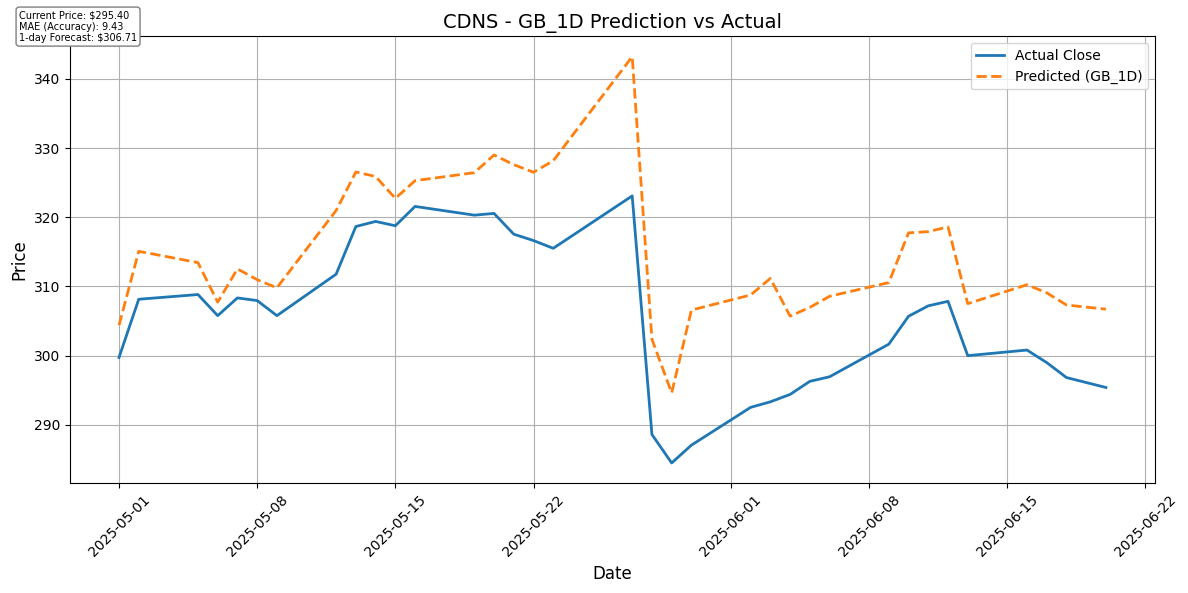 Current Price: $295.40
MAE (Accuracy): 9.43
1-day Forecast: $306.71
CDNS - GB_1D Prediction vs Actual
Actual Close
Predicted (GB_1D)
Price
340
330
320
310
300
290
2025-05-01
2025-05-08
2025-05-15
2025-05-22
2025-06-01
2025-06-08
2025-06-15
2025-06-22
Date